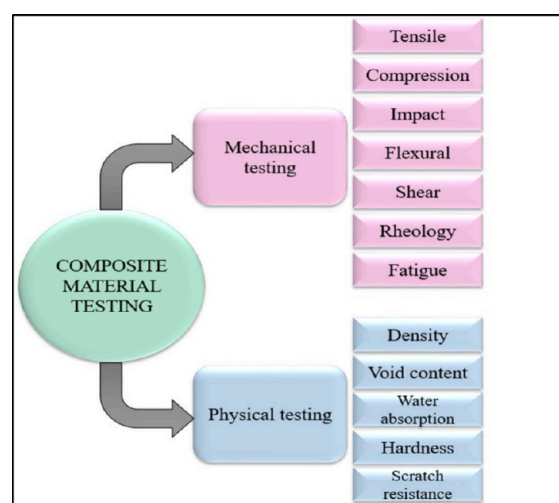 COMPOSITE
MATERIAL
TESTING
Mechanical
testing
Tensile
Compression
Impact
Flexural
Shear
Rheology
Fatigue
Physical testing
Density
Void content
Water
absorption
Hardness
Scratch
resistance